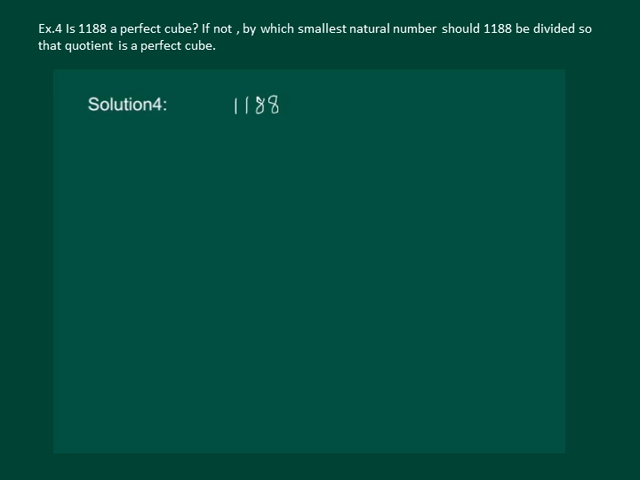 Ex.4 Is 1188 a perfect cube? If not , by which smallest natural number should 1188 be divided so
that quotient is a perfect cube.
Solution4: 1188